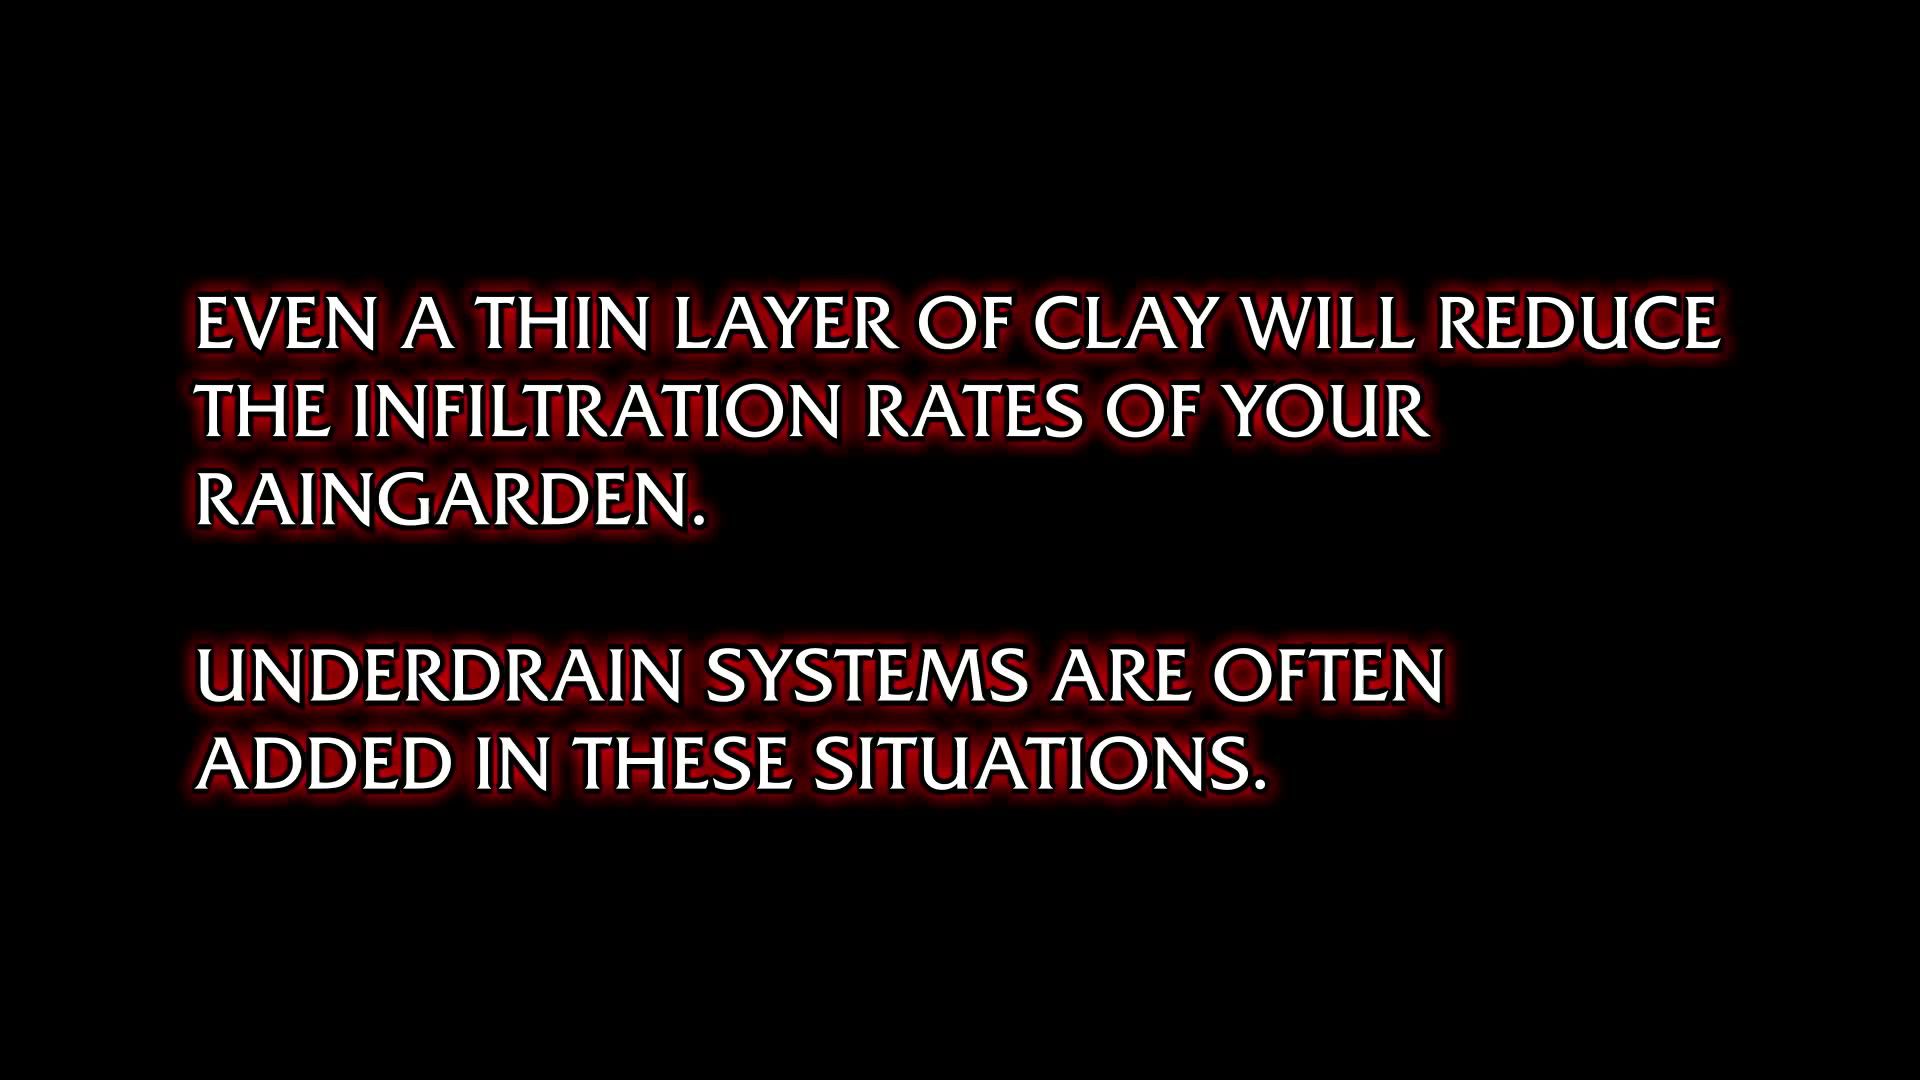 EVEN A THIN LAYER OF CLAY WILL REDUCE
THE INFILTRATION RATES OF YOUR
RAINGARDEN.
UNDERDRAIN SYSTEMS ARE OFTEN
ADDED IN THESE SITUATIONS.